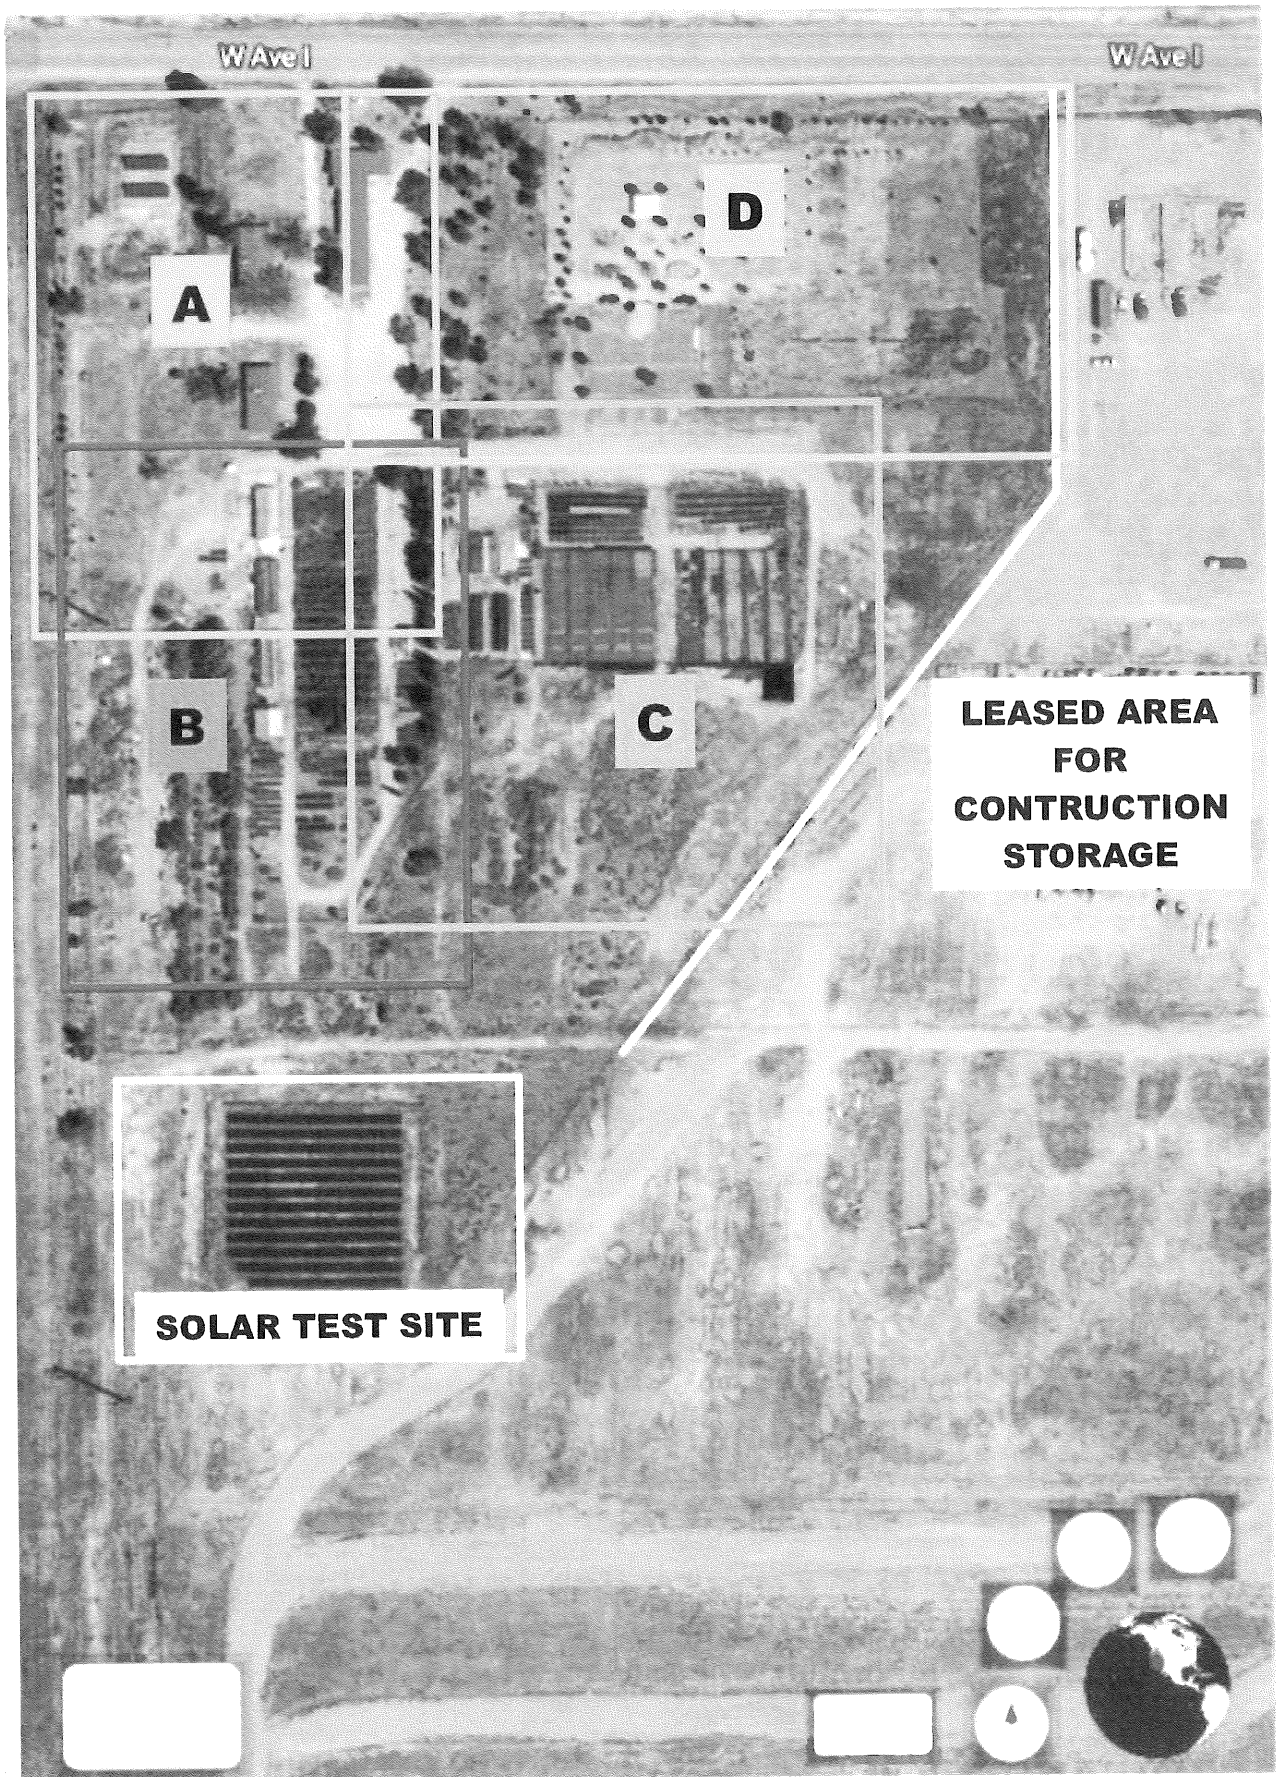 W Ave I
W Ave I
D
A
B
C
LEASED AREA
FOR
CONTRUCTION
STORAGE
SOLAR TEST SITE